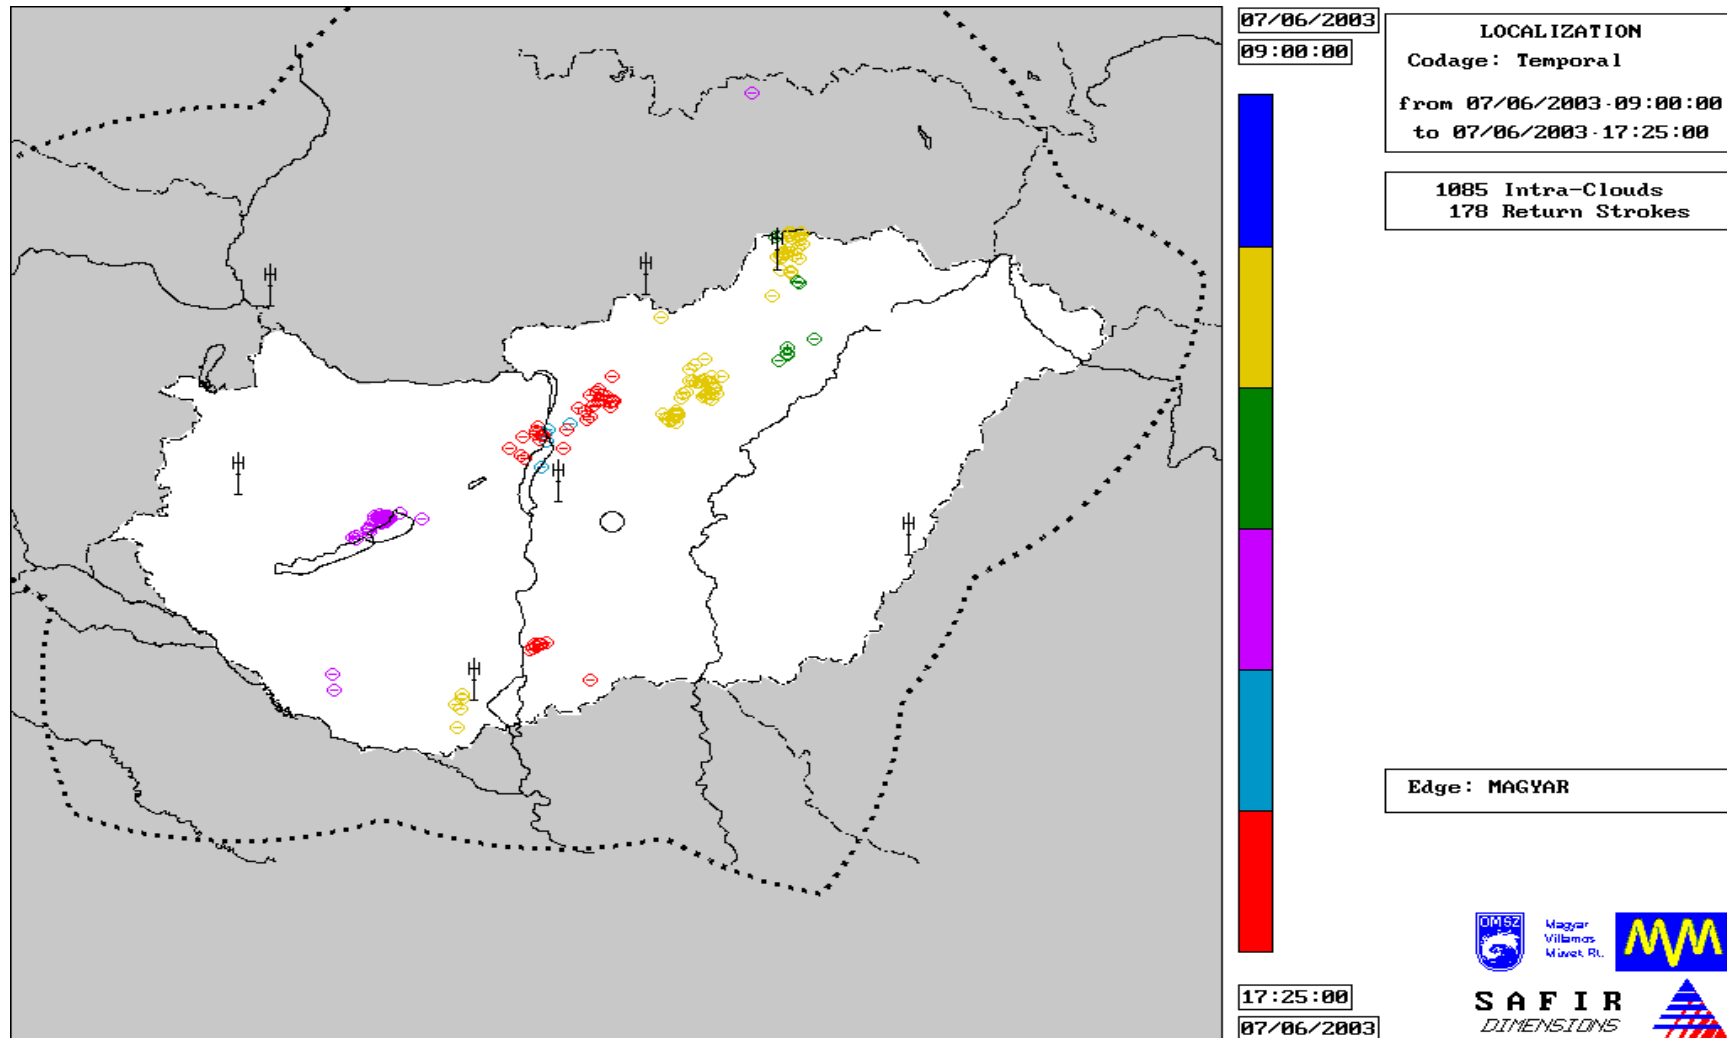 07/06/2003
09:00:00
LOCALIZATION
Codage: Temporal
from 07/06/2003-09:00:00
to 07/06/2003-17:25:00
1085 Intra-Clouds
178 Return Strokes
Edge: MAGYAR
OMSZ
Magyar
Villamos
Müvek Rt.
MVM
17:25:00
07/06/2003
SAFIR
DIMENSIONS